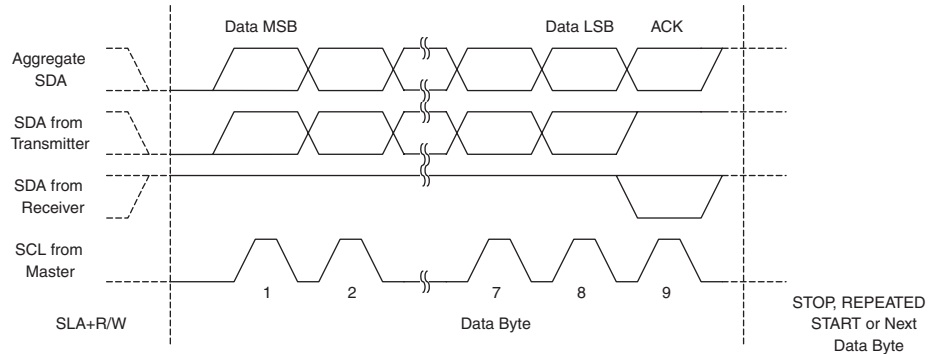 Data MSB
Data LSB
ACK
Aggregate
SDA
SDA from
Transmitter
SDA from
Receiver
SCL from
Master
1
2
7
8
9
SLA+R/W
Data Byte
STOP, REPEATED
START or Next
Data Byte